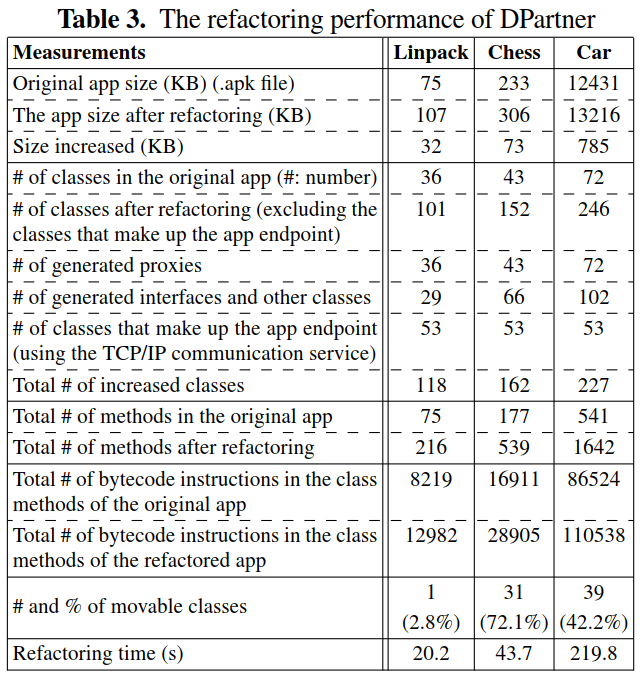 Table 3. The refactoring performance of DPartner
Measurements Linpack Chess Car
Original app size (KB) (.apk file) 75 233 12431
The app size after refactoring (KB) 107 306 13216
Size increased (KB) 32 73 785
# of classes in the original app (#: number) 36 43 72
# of classes after refactoring (excluding the
classes that make up the app endpoint) 101 152 246
# of generated proxies 36 43 72
# of generated interfaces and other classes 29 66 102
# of classes that make up the app endpoint
(using the TCP/IP communication service) 53 53 53
Total # of increased classes 118 162 227
Total # of methods in the original app 75 177 541
Total # of methods after refactoring 216 539 1642
Total # of bytecode instructions in the class
methods of the original app 8219 16911 86524
Total # of bytecode instructions in the class
methods of the refactored app 12982 28905 110538
# and % of movable classes 1 31 39
(2.8%) (72.1%) (42.2%)
Refactoring time (s) 20.2 43.7 219.8